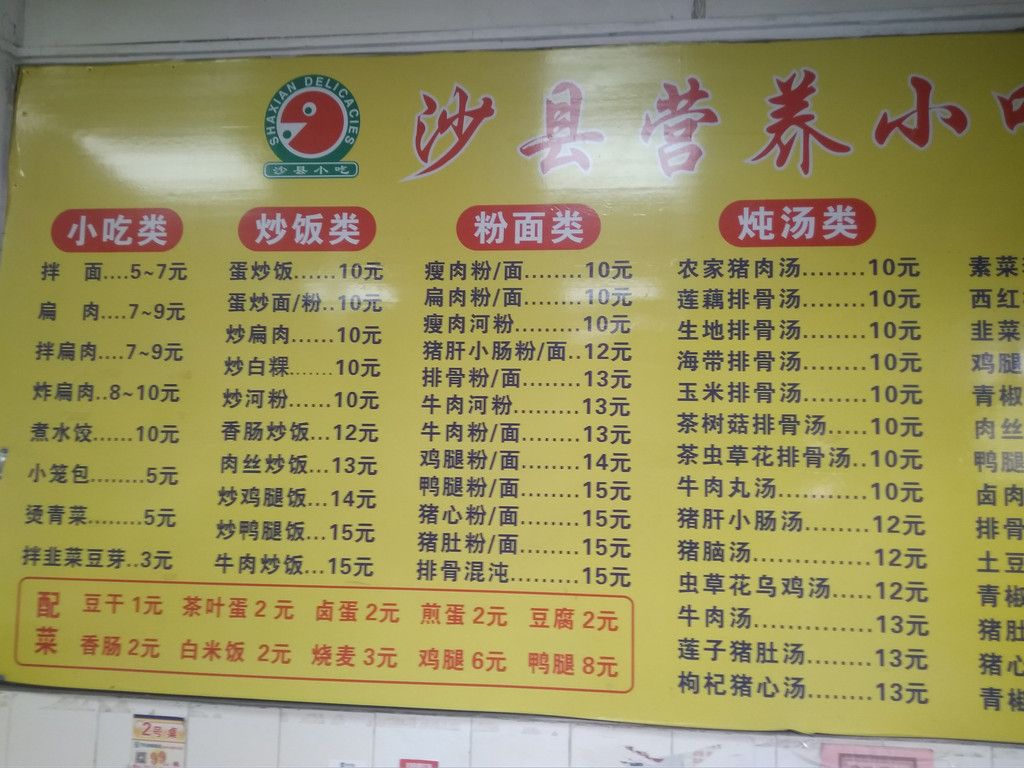 SHAXIAN DELICACIES
沙县小吃
沙县营养小
小吃类
拌 面....5~7元
扁 肉....7~9元
拌扁肉....7~9元
炸扁肉..8~10元
煮水饺......10元
小笼包........5元
烫青菜........5元
拌韭菜豆芽..3元
炒饭类
蛋炒饭......10元
蛋炒面/粉..10元
炒扁肉......10元
炒白粿.......10元
炒河粉......10元
香肠炒饭...12元
肉丝炒饭...13元
炒鸡腿饭...14元
炒鸭腿饭...15元
牛肉炒饭...15元
粉面类
瘦肉粉/面........10元
扁肉粉/面........10元
瘦肉河粉.........10元
猪肝小肠粉/面..12元
排骨粉/面........13元
牛肉河粉.........13元
牛肉粉/面........13元
鸡腿粉/面........14元
鸭腿粉/面........15元
猪心粉/面........15元
猪肚粉/面........15元
排骨混沌.........15元
炖汤类
农家猪肉汤........10元
莲藕排骨汤........10元
生地排骨汤........10元
海带排骨汤........10元
玉米排骨汤........10元
茶树菇排骨汤.....10元
茶虫草花排骨汤..10元
牛肉丸汤...........10元
猪肝小肠汤........12元
猪脑汤..............12元
虫草花乌鸡汤.....12元
牛肉汤..............13元
莲子猪肚汤........13元
枸杞猪心汤........13元
素菜
西红
韭菜
鸡腿
青椒
肉丝
鸭腿
卤肉
排骨
土豆
青椒
猪肚
猪心
青椒
配菜
豆干1元 茶叶蛋2元 卤蛋2元 煎蛋2元 豆腐2元
香肠2元 白米饭 2元 烧麦3元 鸡腿6元 鸭腿8元
2号桌